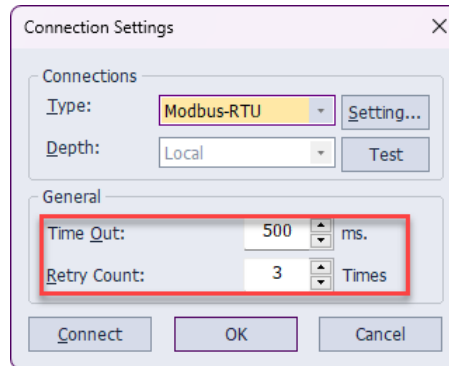 Connection Settings
Connections
Type: Modbus-RTU Setting...
Depth: Local Test
General
Time Out: 500 ms.
Retry Count: 3 Times
Connect OK Cancel